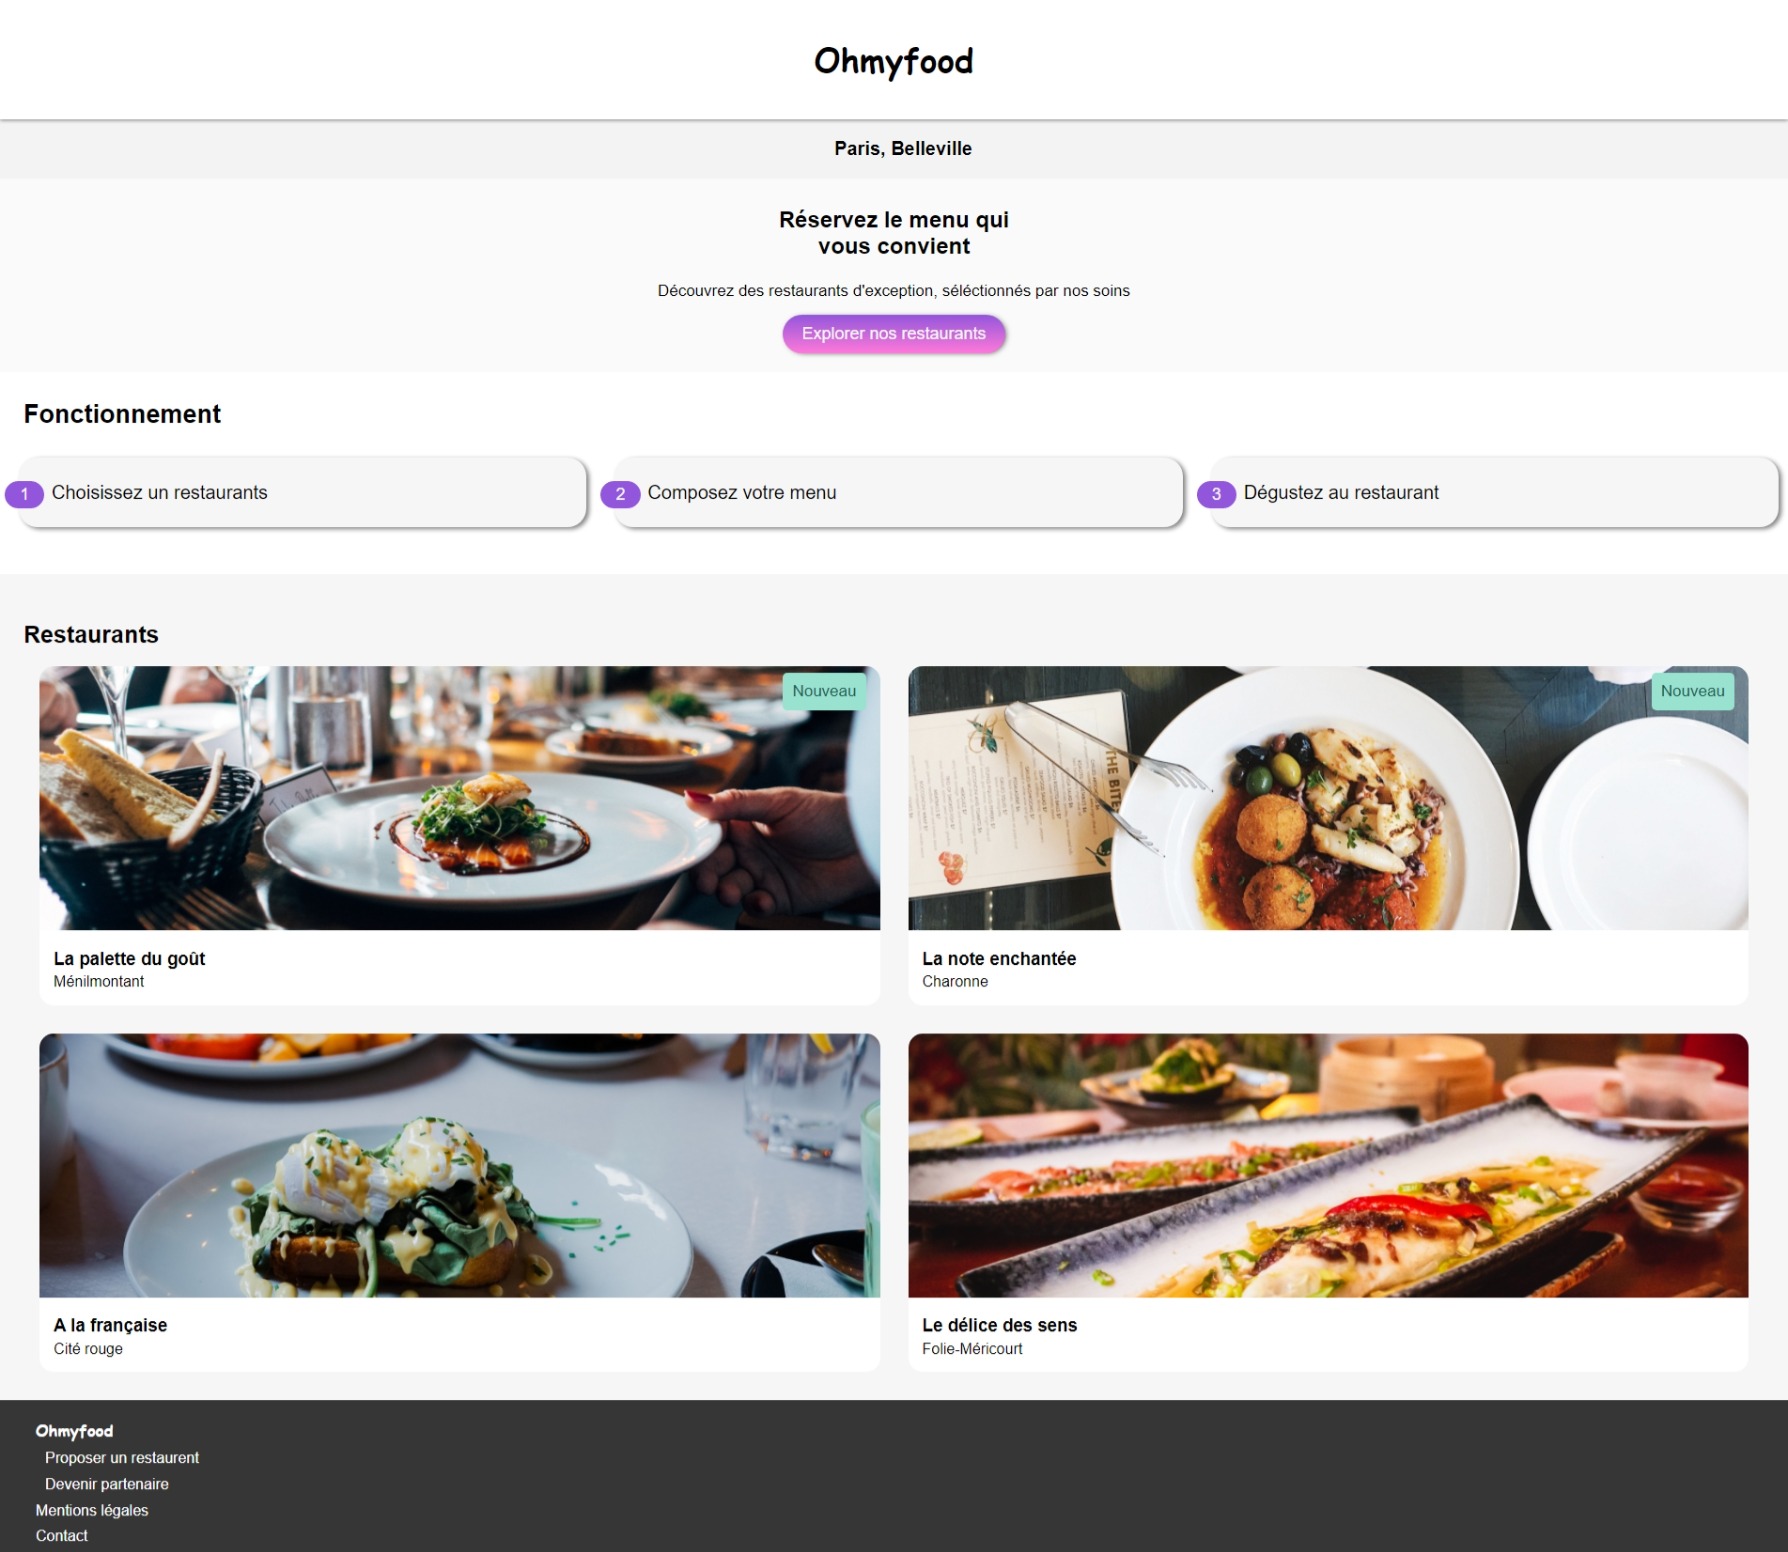 Ohmyfood
Paris, Belleville
Réservez le menu qui
vous convient
Découvrez des restaurants d'exception, séléctionnés par nos soins
Explorer nos restaurants
Fonctionnement
1 Choisissez un restaurants
2 Composez votre menu
3 Dégustez au restaurant
Restaurants
Nouveau
La palette du goût
Ménilmontant
Nouveau
THE BITE
La note enchantée
Charonne
A la française
Cité rouge
Le délice des sens
Folie-Méricourt
Ohmyfood
Proposer un restaurent
Devenir partenaire
Mentions légales
Contact